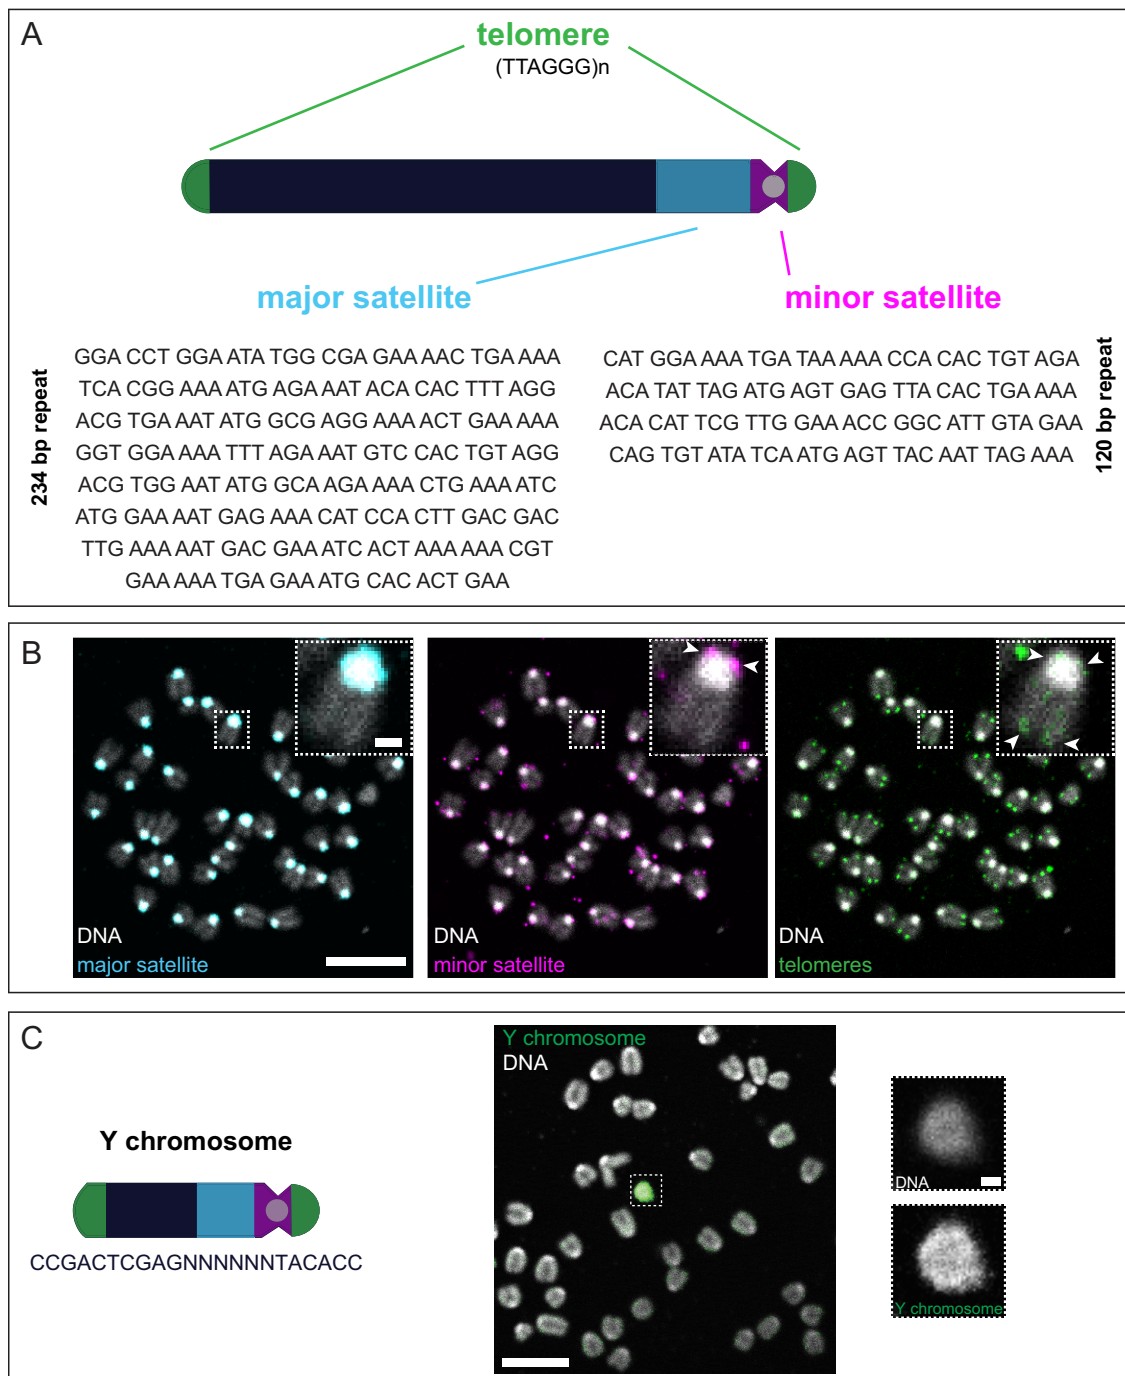 A
telomere
(TTAGGG)n
major satellite
minor satellite
234 bp repeat
GGA CCT GGA ATA TGG CGA GAA AAC TGA AAA
TCA CGG AAA ATG AGA AAT ACA CAC TTT AGG
ACG TGA AAT ATG GCG AGG AAA ACT GAA AAA
GGT GGA AAA TTT AGA AAT GTC CAC TGT AGG
ACG TGG AAT ATG GCA AGA AAA CTG AAA ATC
ATG GAA AAT GAG AAA CAT CCA CTT GAC GAC
TTG AAA AAT GAC GAA ATC ACT AAA AAA CGT
GAA AAA TGA GAA ATG CAC ACT GAA
CAT GGA AAA TGA TAA AAA CCA CAC TGT AGA
ACA TAT TAG ATG AGT GAG TTA CAC TGA AAA
ACA CAT TCG TTG GAA ACC GGC ATT GTA GAA
CAG TGT ATA TCA ATG AGT TAC AAT TAG AAA
120 bp repeat
B
DNA
major satellite
DNA
minor satellite
DNA
telomeres
C
Y chromosome
CCGACTCGAGNNNNNNTACACC
Y chromosome
DNA
DNA
Y chromosome